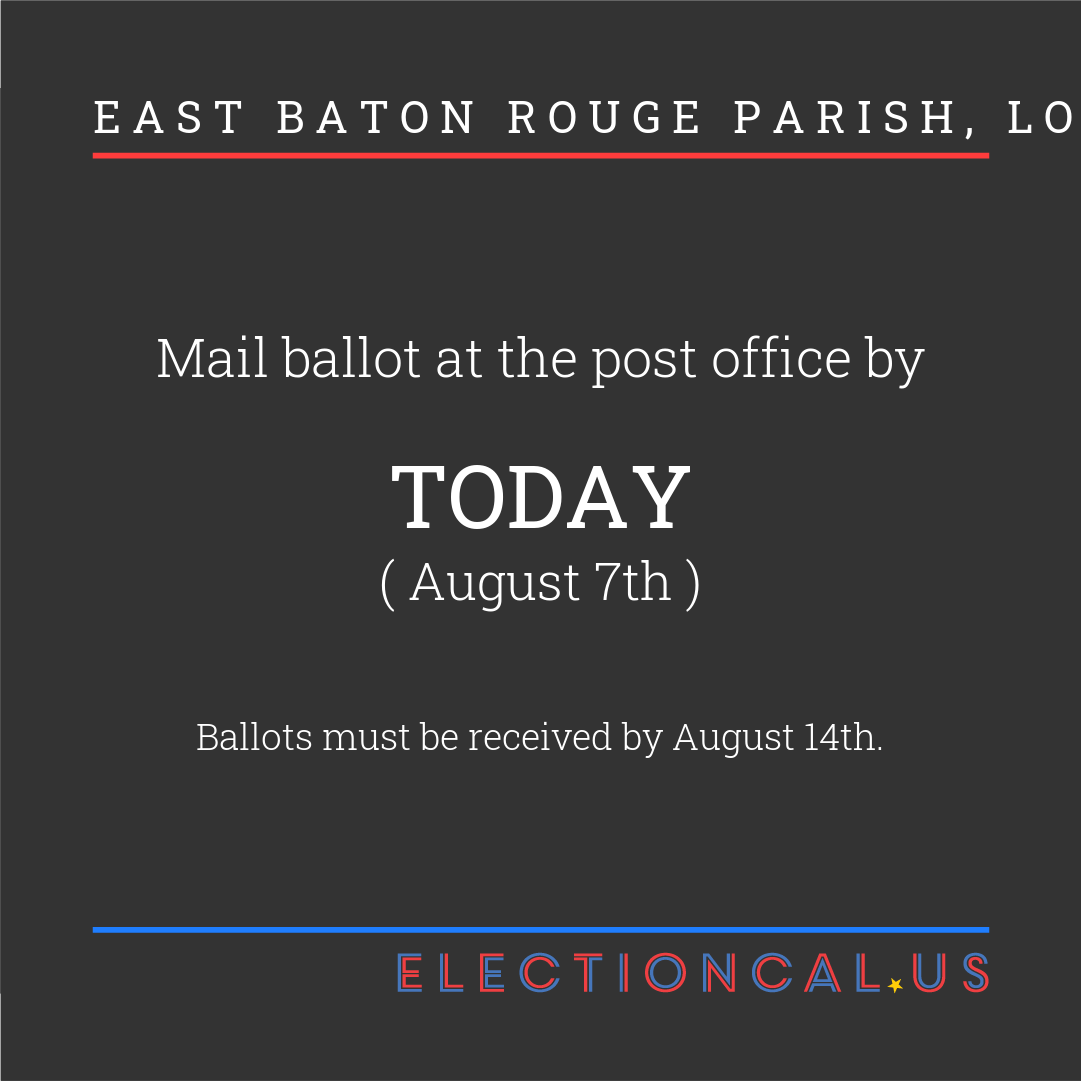 EAST BATON ROUGE PARISH, LO
Mail ballot at the post office by
TODAY
( August 7th )
Ballots must be received by August 14th.
ELECTIONCAL.US